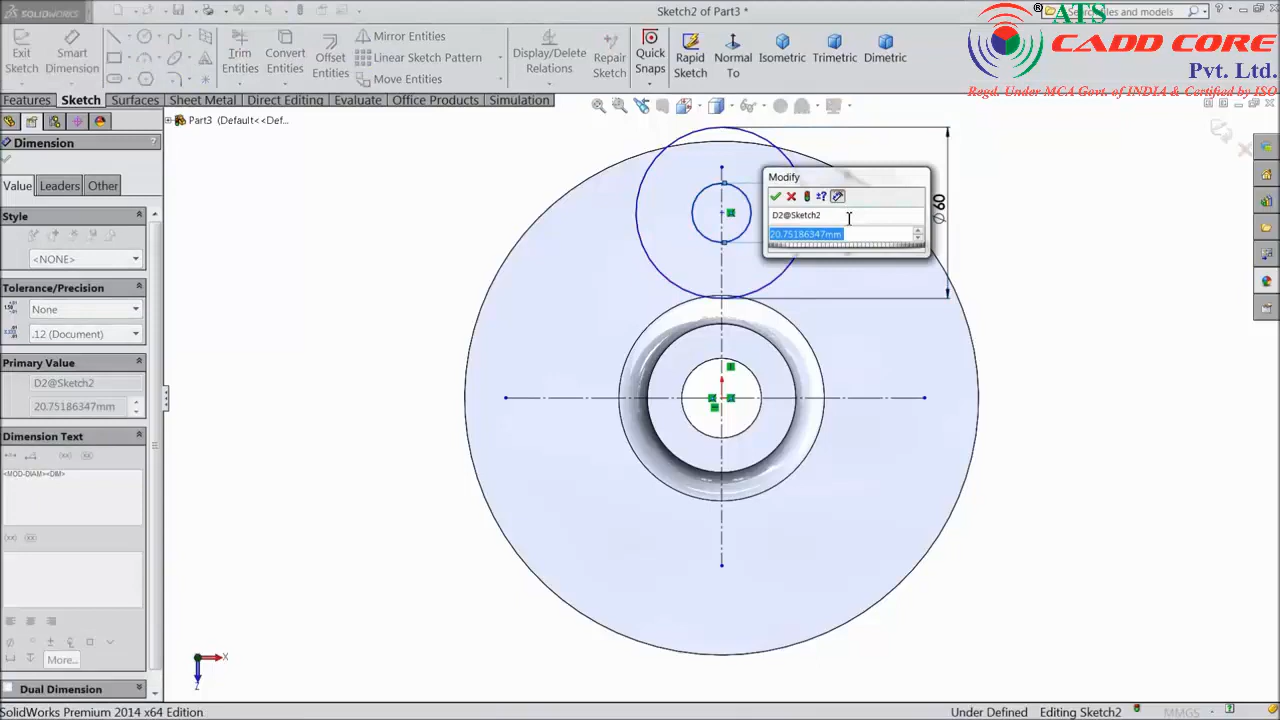 SOLIDWORKS
Sketch2 of Part3 *
Search files and models
®
ATS
CADD CORE
Pvt. Ltd.
Regd. Under MCA Govt. of INDIA & Certified by ISO
Exit Sketch
Smart Dimension
Trim Entities
Convert Entities
Offset Entities
Mirror Entities
Linear Sketch Pattern
Move Entities
Display/Delete Relations
Repair Sketch
Quick Snaps
Rapid Sketch
Normal To
Isometric
Trimetric
Dimetric
Features
Sketch
Surfaces
Sheet Metal
Direct Editing
Evaluate
Office Products
Simulation
Part3 (Default<<Def...
Dimension
?
Value
Leaders
Other
Style
<NONE>
Tolerance/Precision
None
.12 (Document)
Primary Value
D2@Sketch2
20.75186347mm
Dimension Text
<MOD-DIAM><DIM>
More...
Dual Dimension
Modify
D2@Sketch2
20.75186347mm
⌀60
X
Z
SolidWorks Premium 2014 x64 Edition
Under Defined
Editing Sketch2
MMGS